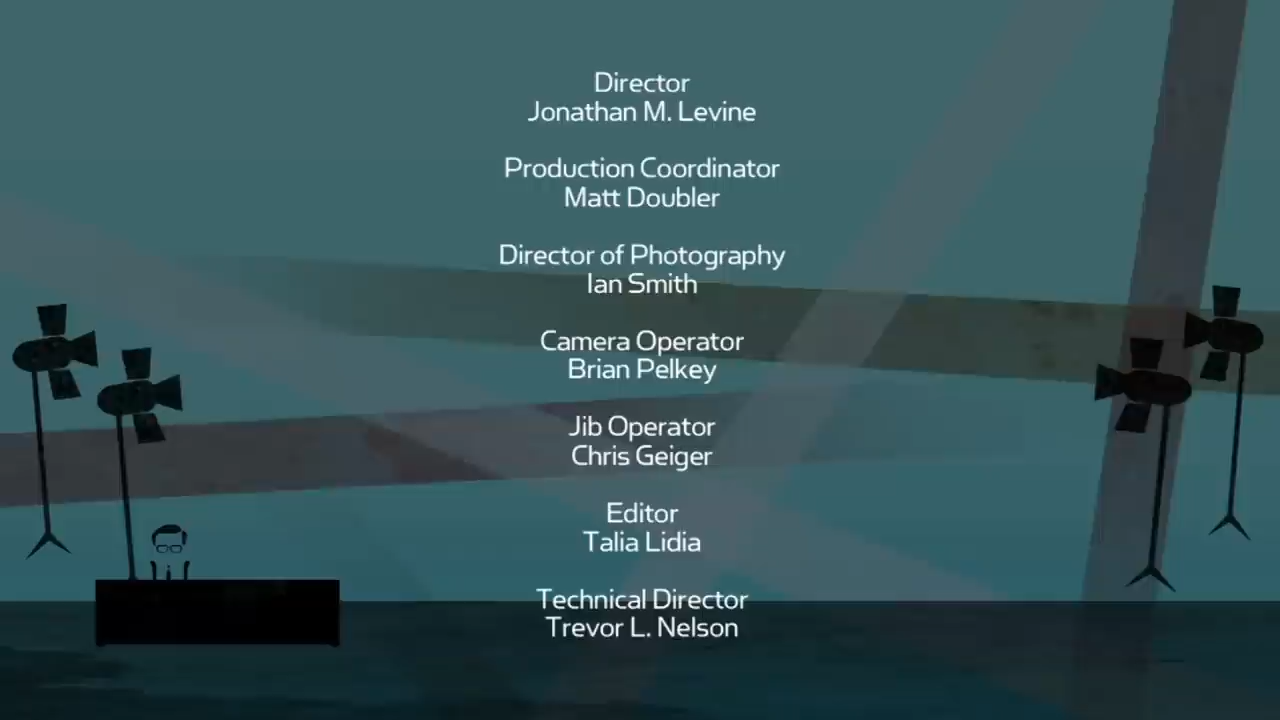 Director
Jonathan M. Levine
Production Coordinator
Matt Doubler
Director of Photography
Ian Smith
Camera Operator
Brian Pelkey
Jib Operator
Chris Geiger
Editor
Talia Lidia
Technical Director
Trevor L. Nelson